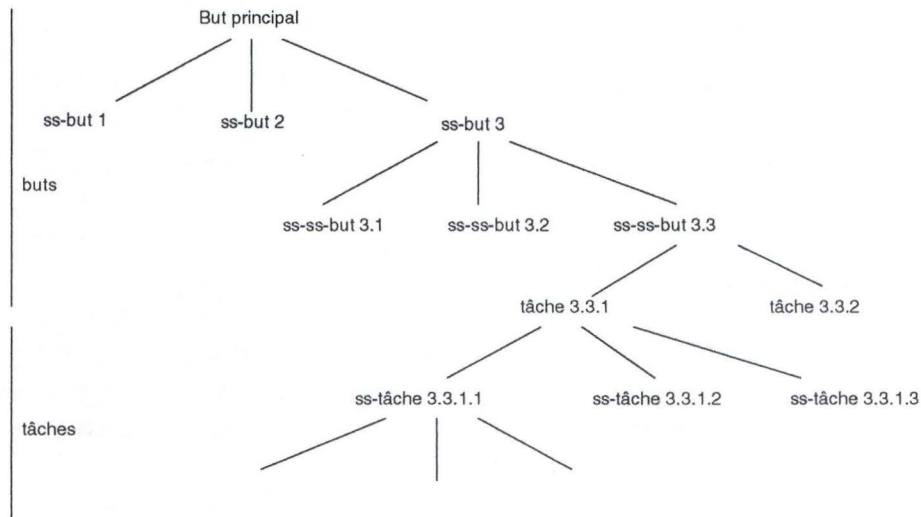 But principal
ss-but 1
ss-but 2
ss-but 3
buts
ss-ss-but 3.1
ss-ss-but 3.2
ss-ss-but 3.3
tâche 3.3.1
tâche 3.3.2
ss-tâche 3.3.1.1
ss-tâche 3.3.1.2
ss-tâche 3.3.1.3
tâches